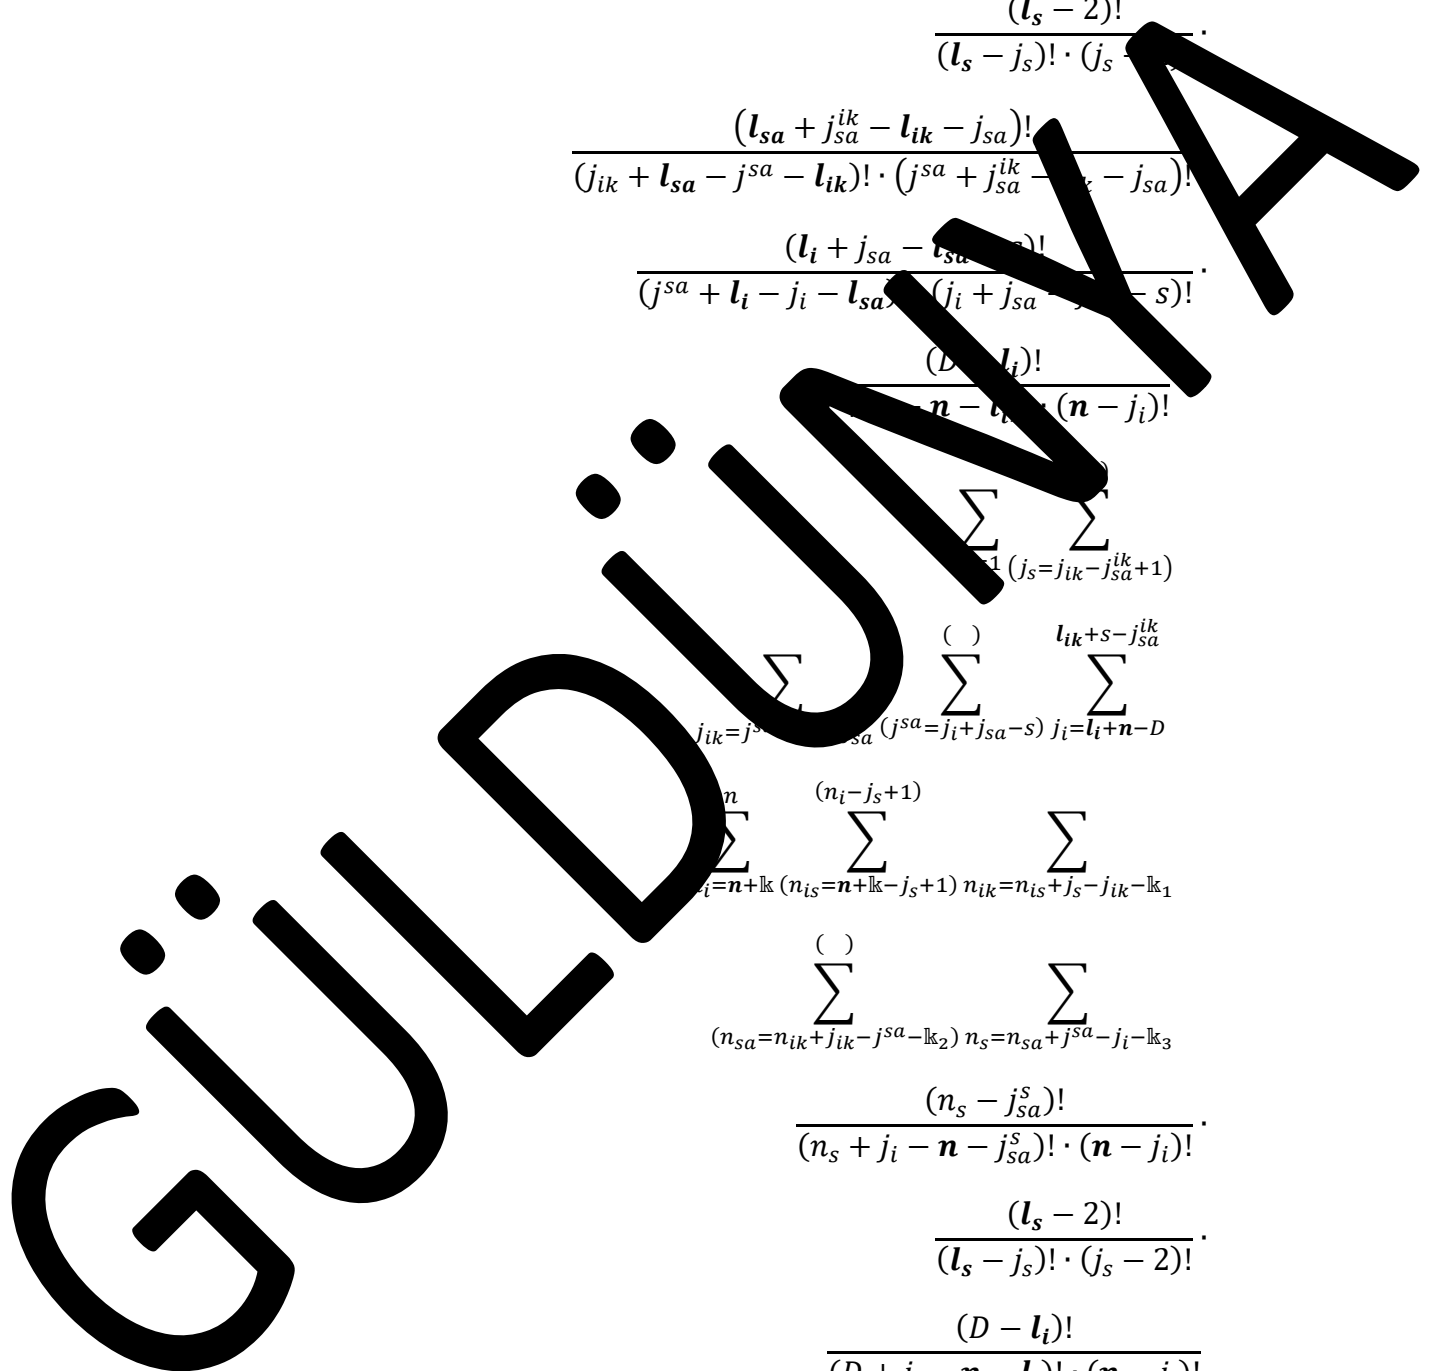 (l_s − 2)!
(l_s − j_s)! · (j_s −
·
(l_sa + j_sa^ik − l_ik − j_sa)!
(j_ik + l_sa − j^sa − l_ik)! · (j^sa + j_sa^ik − − j_sa)!
(l_i + j_sa − l_sa )!
(j^sa + l_i − j_i − l_sa) (j_i + j_sa − − s)!
·
(D l_i)!
n − l_i · (n − j_i)!
∑ ∑
(j_s=j_ik−j_sa^ik+1)
( ) l_ik+s−j_sa^ik
∑ ∑ ∑
(j^sa=j_i+j_sa−s) j_i=l_i+n−D
n (n_i−j_s+1)
∑ ∑ ∑
i=n+𝕜 (n_is=n+𝕜−j_s+1) n_ik=n_is+j_s−j_ik−𝕜_1
( )
∑ ∑
(n_sa=n_ik+j_ik−j^sa−𝕜_2) n_s=n_sa+j^sa−j_i−𝕜_3
(n_s − j_sa^s)!
(n_s + j_i − n − j_sa^s)! · (n − j_i)!
·
(l_s − 2)!
(l_s − j_s)! · (j_s − 2)!
·
(D − l_i)!
(D + j_i − n − l_i)! · (n − j_i)!
GÜLDÜNYA